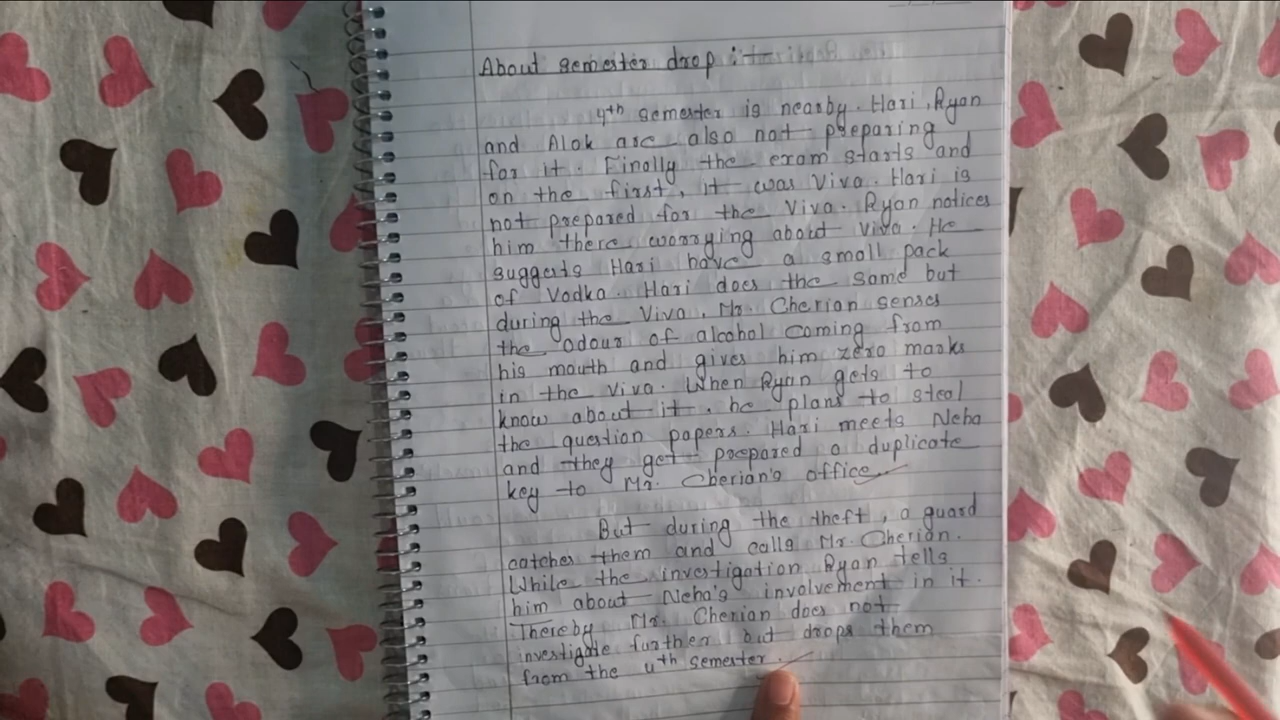 About semester drop :-
4th semester is nearby. Hari, Ryan
and Alok are also not preparing
for it. Finally the exam starts and
on the first, it was Viva. Hari is
not prepared for the Viva. Ryan notices
him there worrying about viva. He
suggests Hari have a small pack
of Vodka. Hari does the same but
during the Viva, Mr. Cherian senses
the odour of alcohol coming from
his mouth and gives him zero marks
in the Viva. When Ryan gets to
know about it, he plans to steal
the question papers. Hari meets Neha
and they get prepared a duplicate
key to Mr. Cherian's office
But during the theft, a guard
catches them and calls Mr. Cherian.
While the investigation Ryan tells
him about Neha's involvement in it.
Thereby Mr. Cherian does not
investigate further but drops them
from the 4th semester.